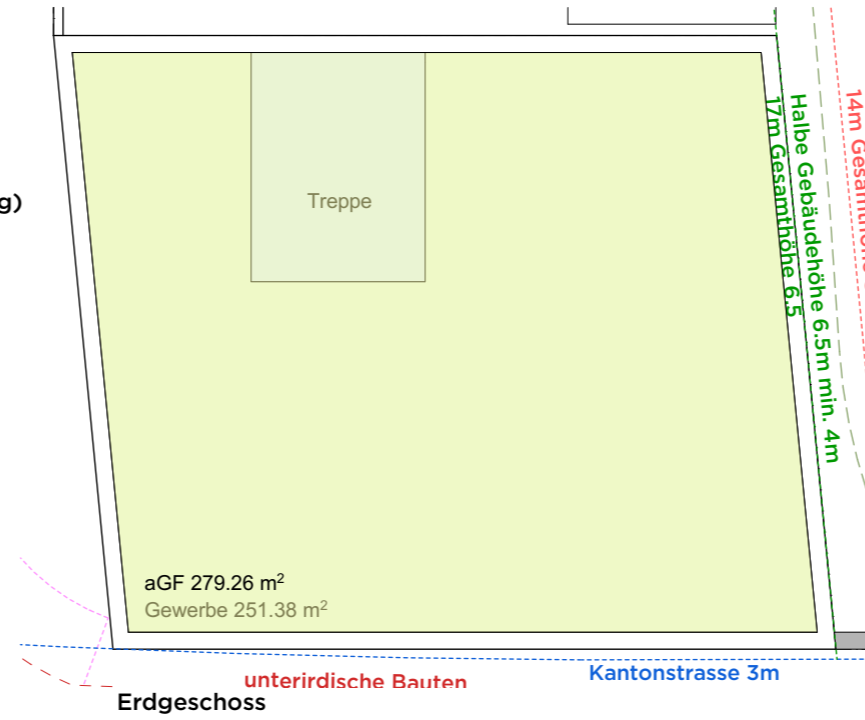 g)
Treppe
17m Gesamthöhe 6.5
Halbe Gebäudehöhe 6.5m min. 4m
14m Gesamthöhe
aGF 279.26 m²
Gewerbe 251.38 m²
unterirdische Bauten
Kantonstrasse 3m
Erdgeschoss